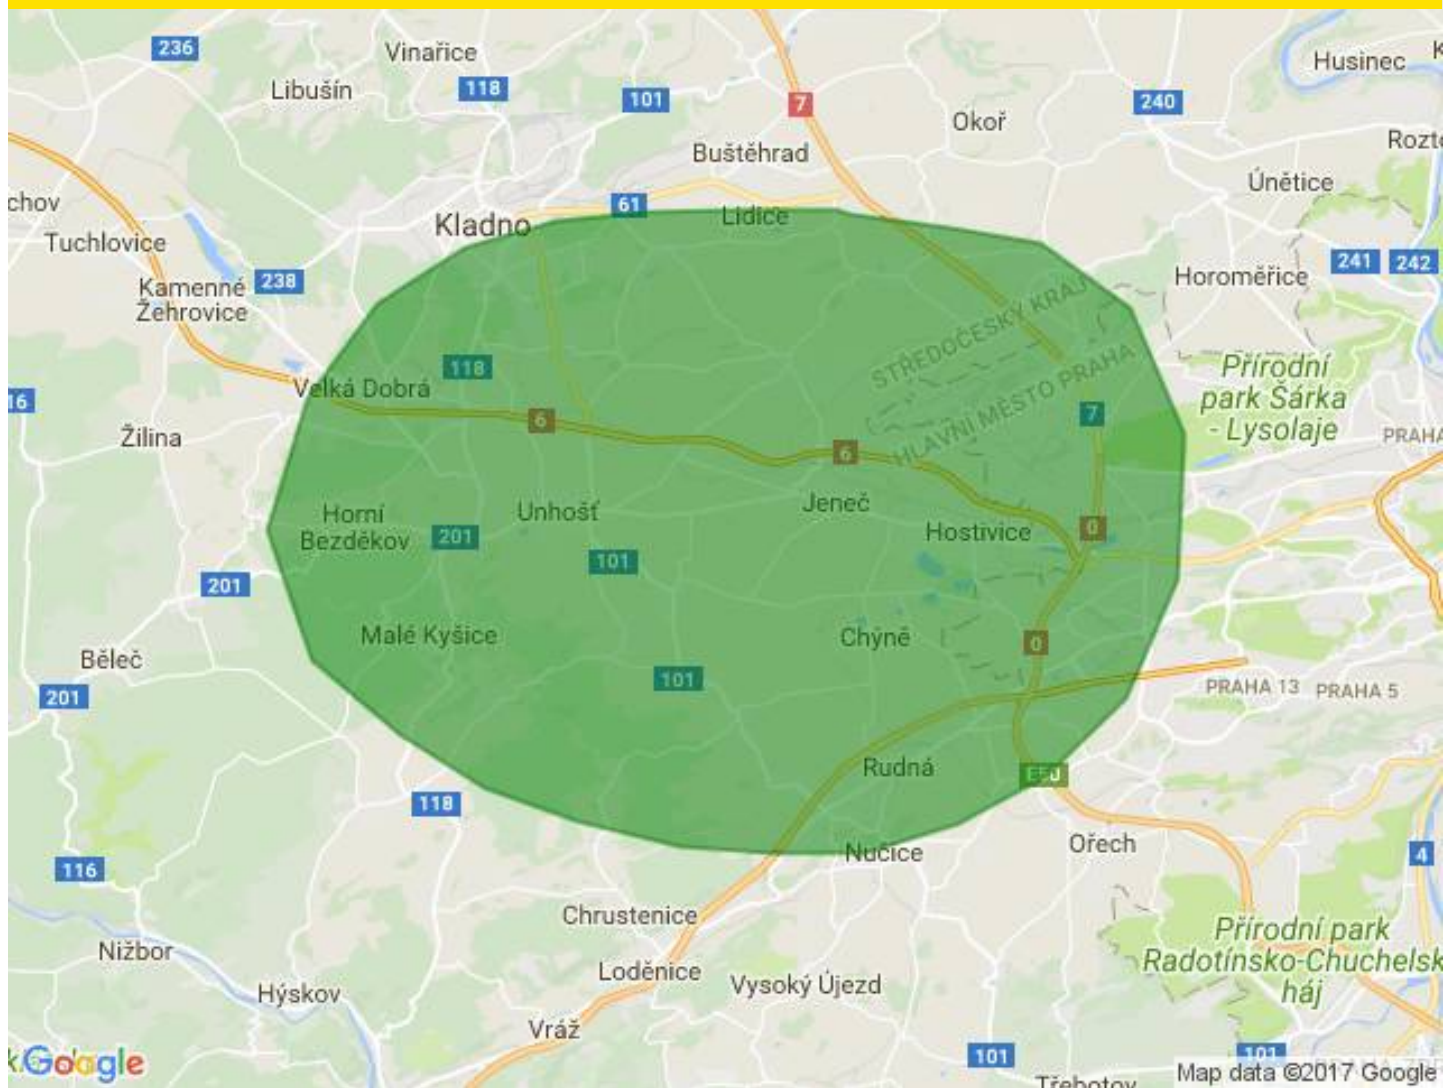 236
Vinařice
Husinec
Libušín
118
101
7
240
Okoř
Buštěhrad
Únětice
chov
61
Lidice
Kladno
Tuchlovice
241
242
Horoměřice
238
Kamenné
Žehrovice
STŘEDOČESKÝ KRAJ
HLAVNÍ MĚSTO PRAHA
Přírodní
park Šárka
- Lysolaje
118
Velká Dobrá
16
6
7
Žilina
PRAHA
6
Jeneč
Unhošť
Horní
Bezděkov
201
Hostivice
0
101
201
Malé Kyšice
Chýně
0
Běleč
101
201
PRAHA 13
PRAHA 5
Rudná
118
Ořech
Nučice
4
116
Chrustenice
Přírodní park
Radotínsko-Chuchelsk
háj
Nižbor
Loděnice
Vysoký Újezd
Hýskov
Vráž
101
101
Google
Map data ©2017 Google
Třebotov